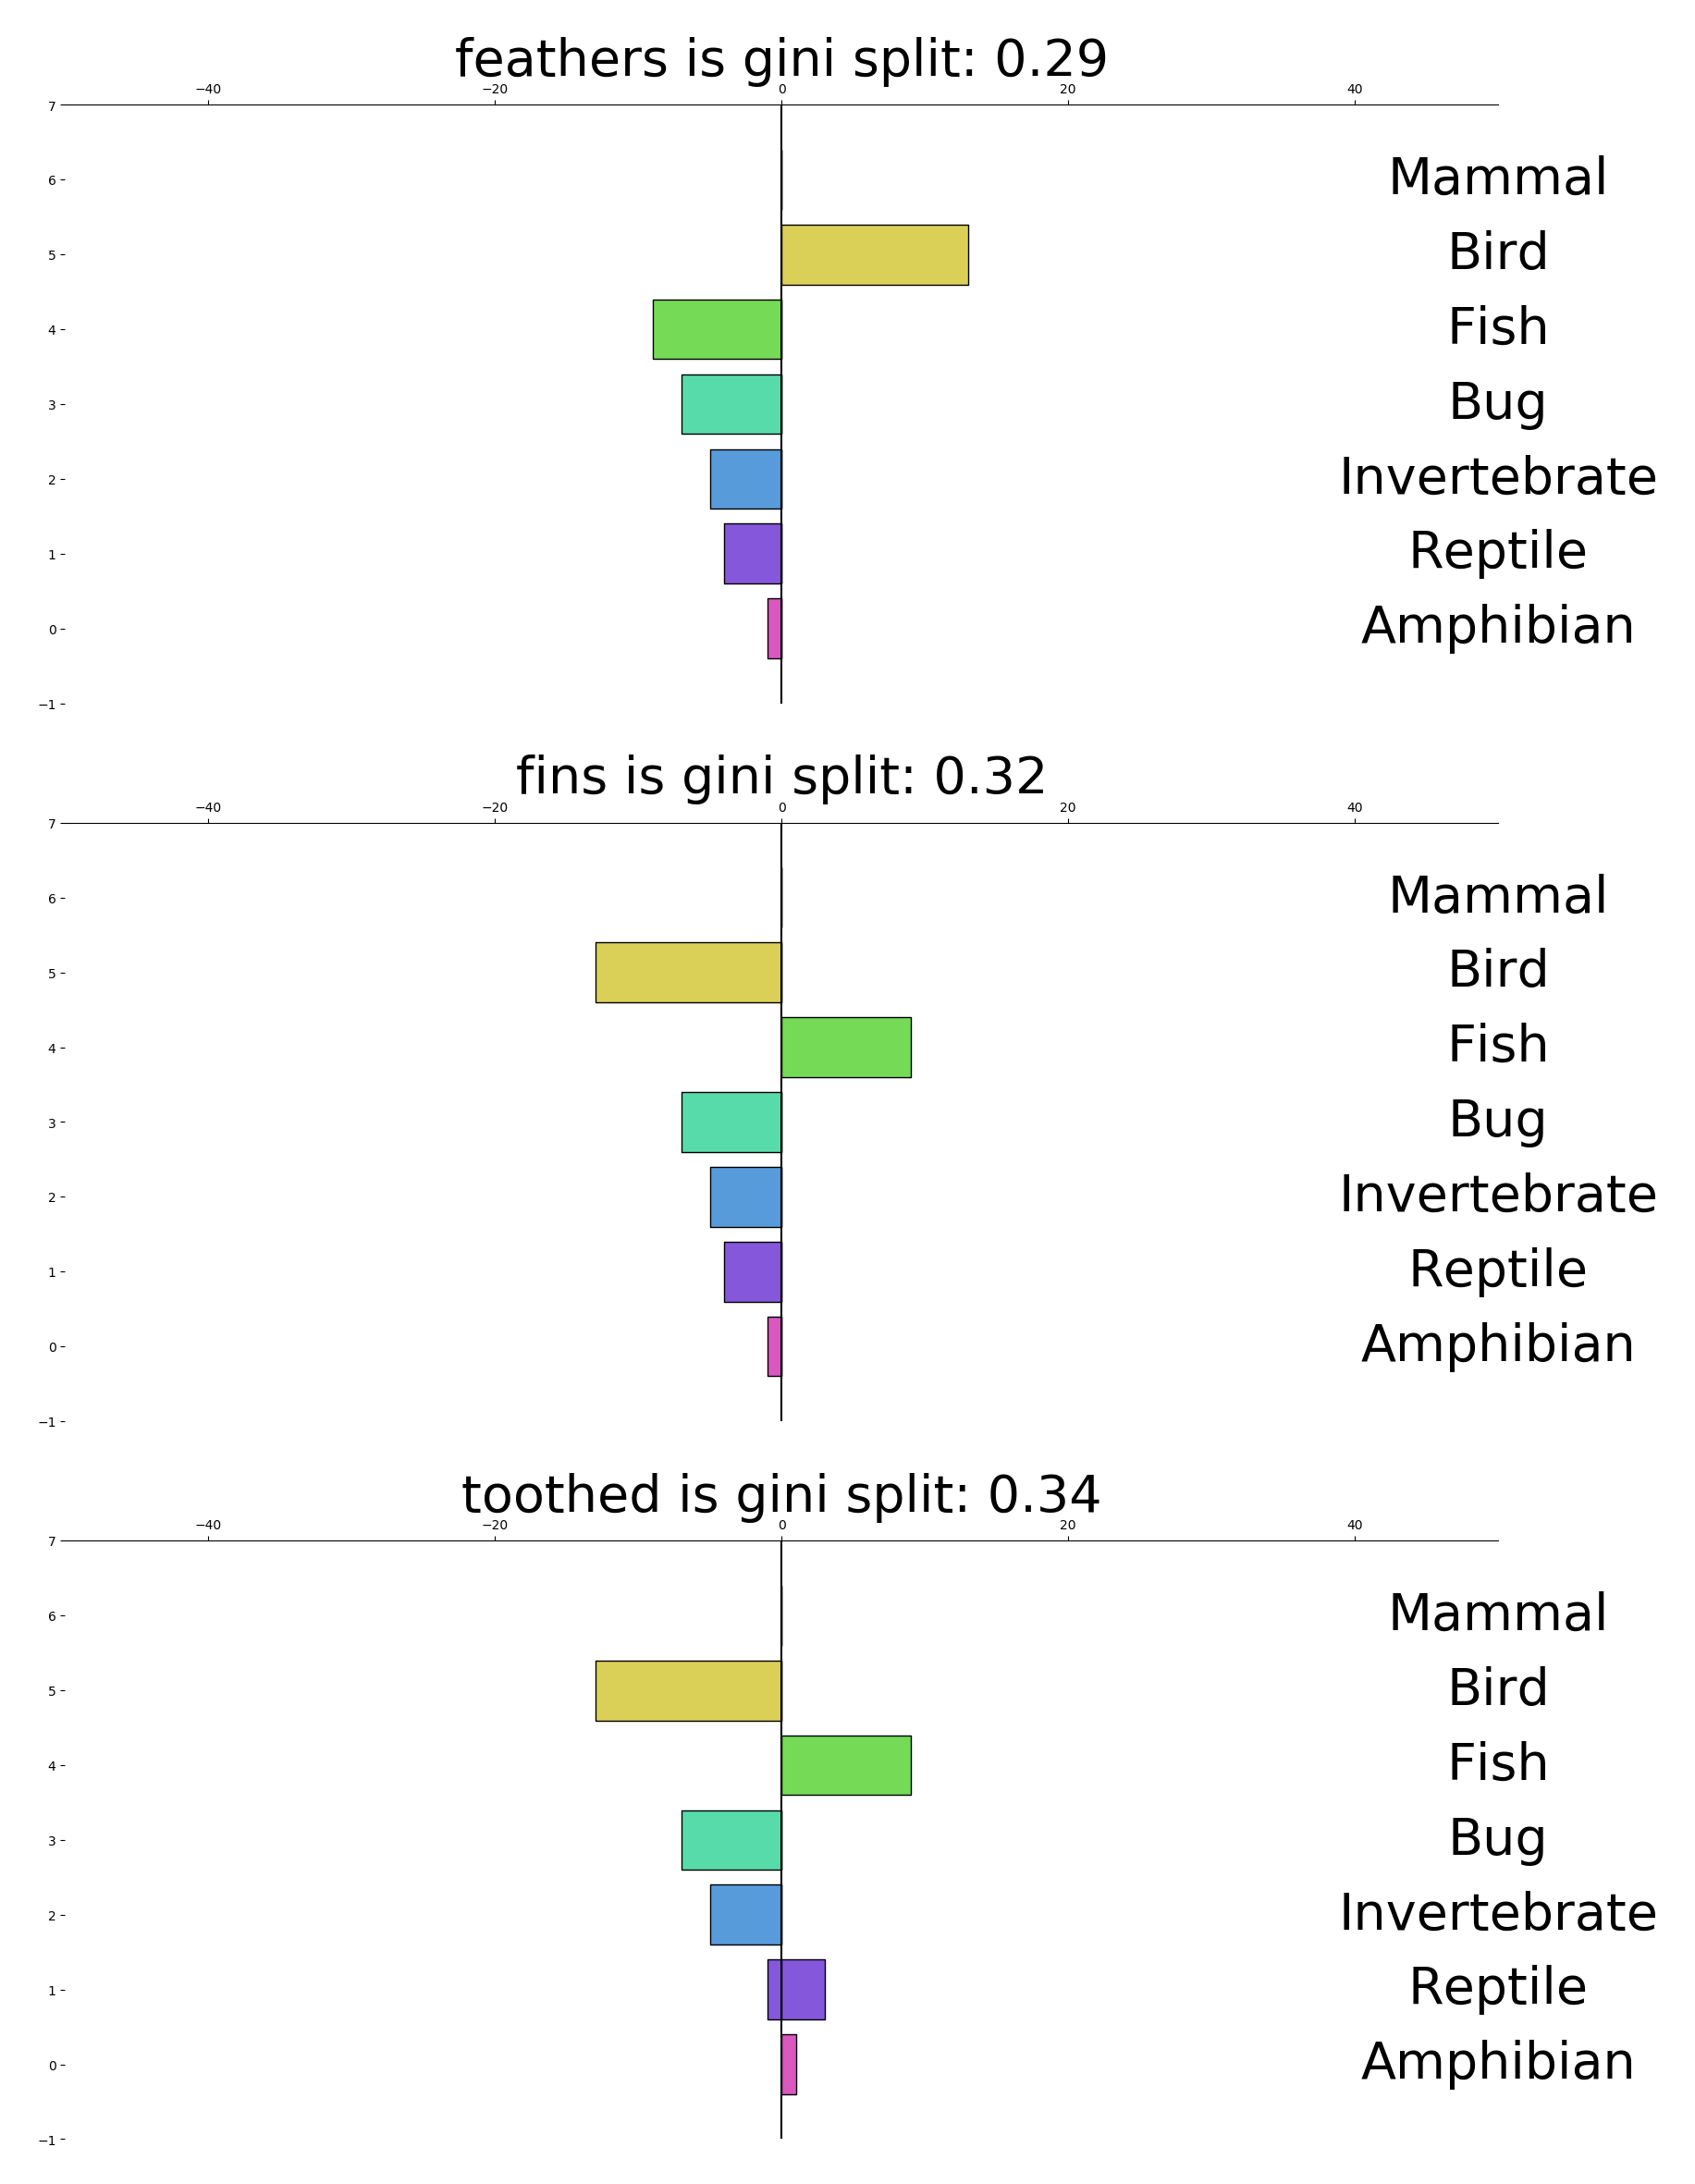 feathers is gini split: 0.29
−40 −20 0 20 40
7
6 Mammal
5 Bird
4 Fish
3 Bug
2 Invertebrate
1 Reptile
0 Amphibian
−1
fins is gini split: 0.32
−40 −20 0 20 40
7
6 Mammal
5 Bird
4 Fish
3 Bug
2 Invertebrate
1 Reptile
0 Amphibian
−1
toothed is gini split: 0.34
−40 −20 0 20 40
7
6 Mammal
5 Bird
4 Fish
3 Bug
2 Invertebrate
1 Reptile
0 Amphibian
−1